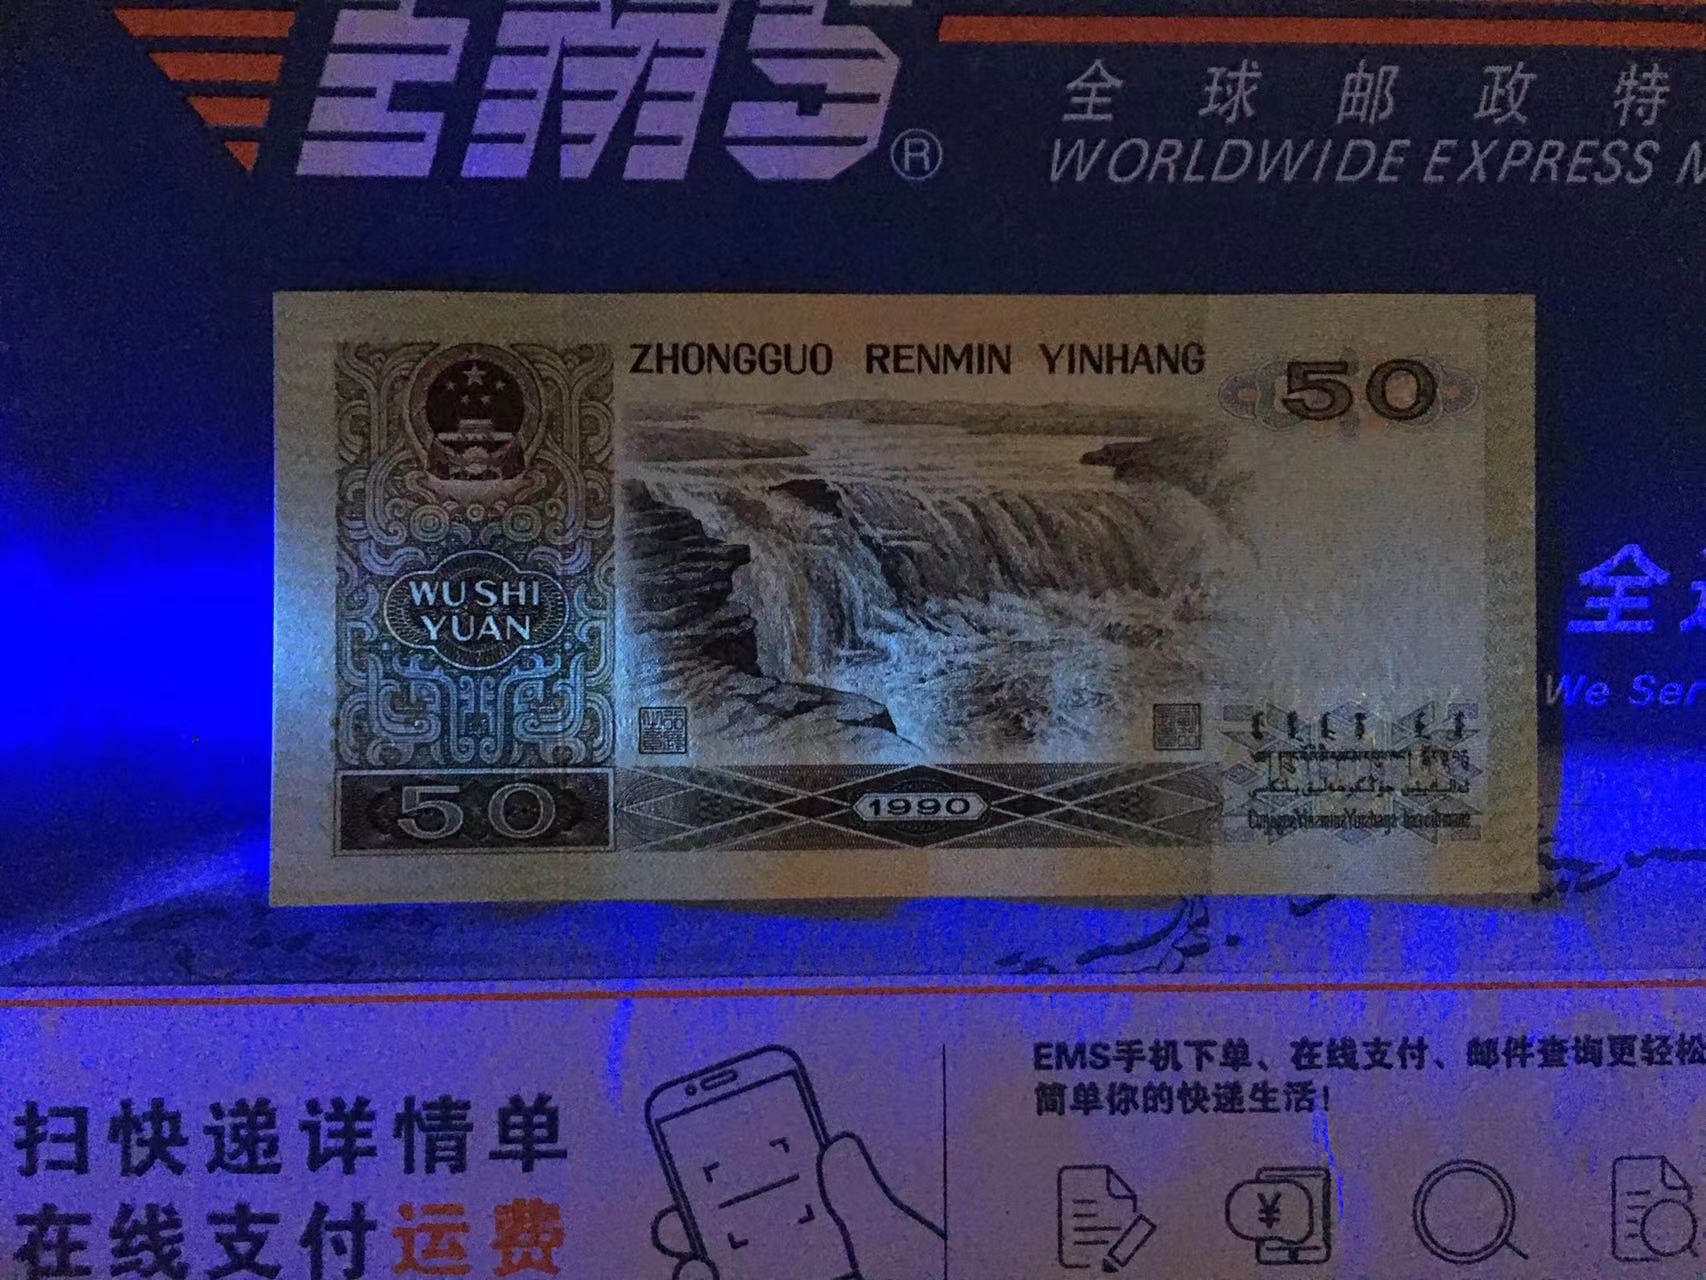 EMS®
全球邮政特
WORLDWIDE EXPRESS M
ZHONGGUO RENMIN YINHANG
50
WUSHI
YUAN
50
1990
全
We Ser
EMS手机下单、在线支付、邮件查询更轻松
简单你的快递生活!
扫快递详情单
在线支付运费